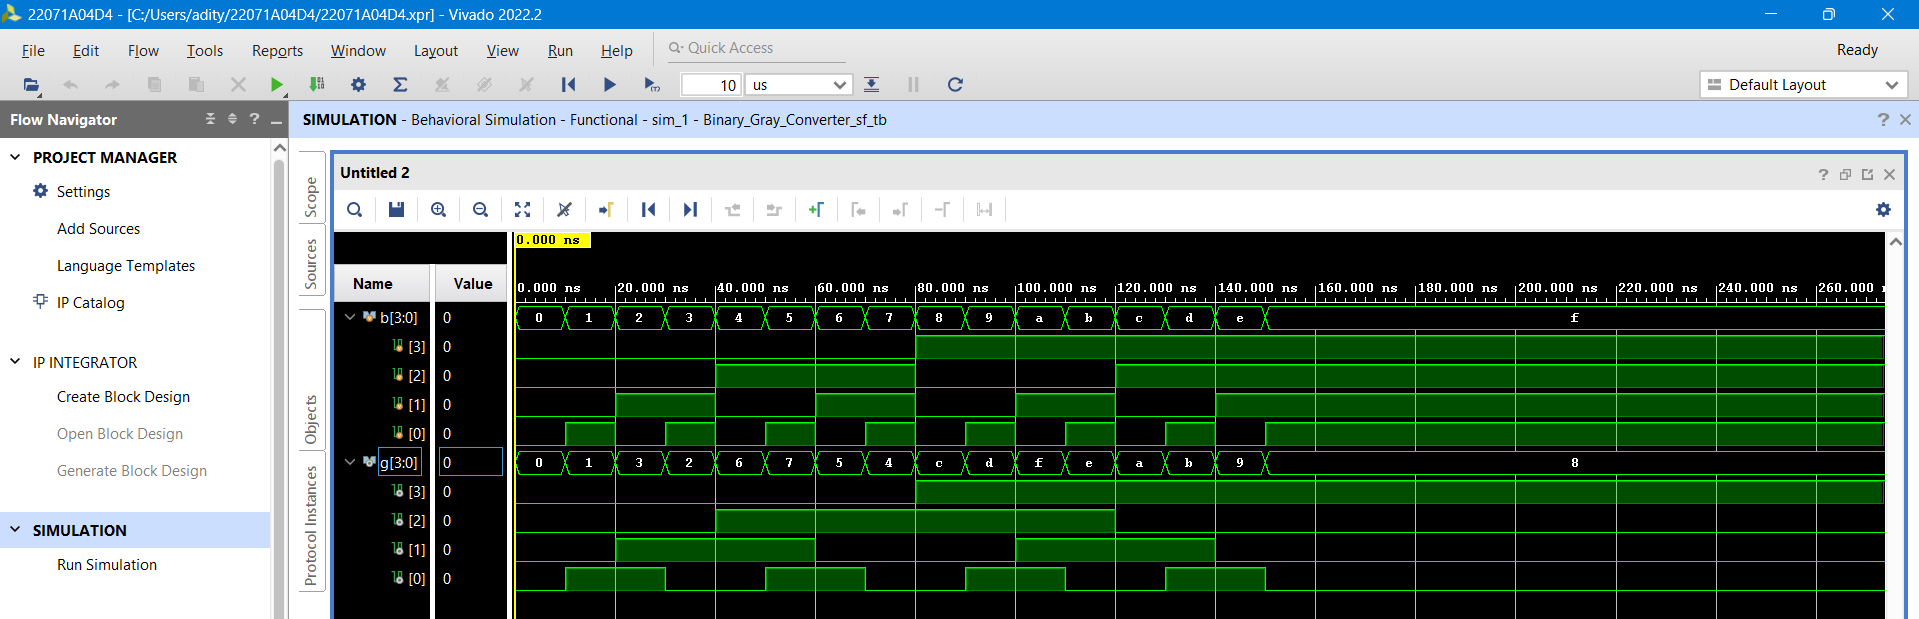 22071A04D4 - [C:/Users/adity/22071A04D4/22071A04D4.xpr] - Vivado 2022.2
File Edit Flow Tools Reports Window Layout View Run Help Quick Access Ready
10 us Default Layout
Flow Navigator
SIMULATION - Behavioral Simulation - Functional - sim_1 - Binary_Gray_Converter_sf_tb
PROJECT MANAGER
Settings
Add Sources
Language Templates
IP Catalog
IP INTEGRATOR
Create Block Design
Open Block Design
Generate Block Design
SIMULATION
Run Simulation
Scope
Sources
Objects
Protocol Instances
Untitled 2
0.000 ns
Name Value
0.000 ns 20.000 ns 40.000 ns 60.000 ns 80.000 ns 100.000 ns 120.000 ns 140.000 ns 160.000 ns 180.000 ns 200.000 ns 220.000 ns 240.000 ns 260.000
b[3:0] 0 0 1 2 3 4 5 6 7 8 9 a b c d e f
[3] 0
[2] 0
[1] 0
[0] 0
g[3:0] 0 0 1 3 2 6 7 5 4 c d f e a b 9 8
[3] 0
[2] 0
[1] 0
[0] 0